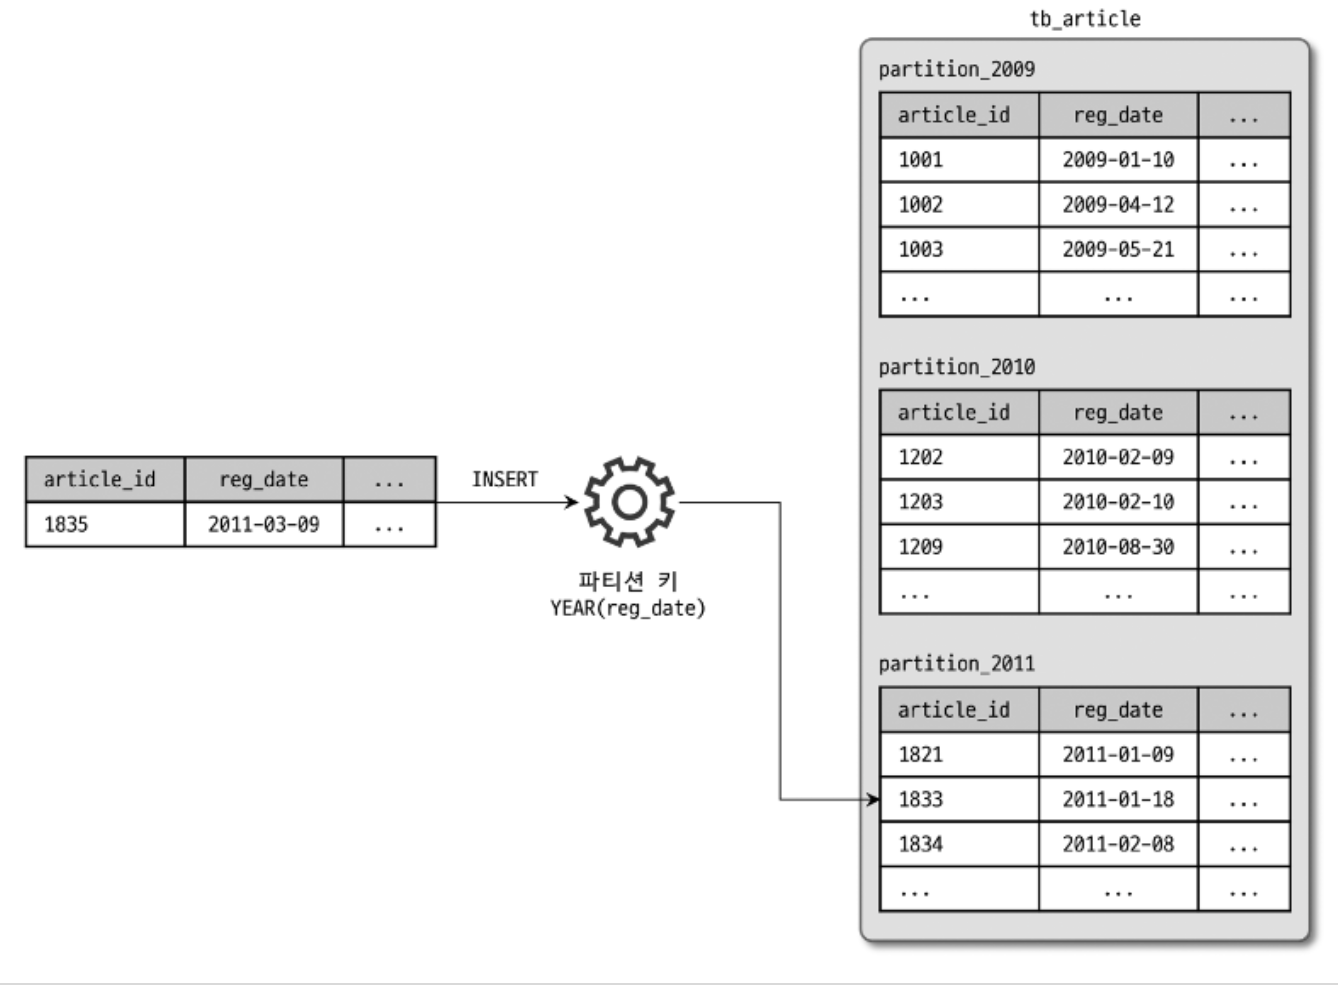 tb_article
partition_2009
article_id reg_date ...
1001 2009-01-10 ...
1002 2009-04-12 ...
1003 2009-05-21 ...
... ... ...
partition_2010
article_id reg_date ...
1202 2010-02-09 ...
1203 2010-02-10 ...
1209 2010-08-30 ...
... ... ...
article_id reg_date ...
1835 2011-03-09 ...
INSERT
파티션 키
YEAR(reg_date)
partition_2011
article_id reg_date ...
1821 2011-01-09 ...
1833 2011-01-18 ...
1834 2011-02-08 ...
... ... ...